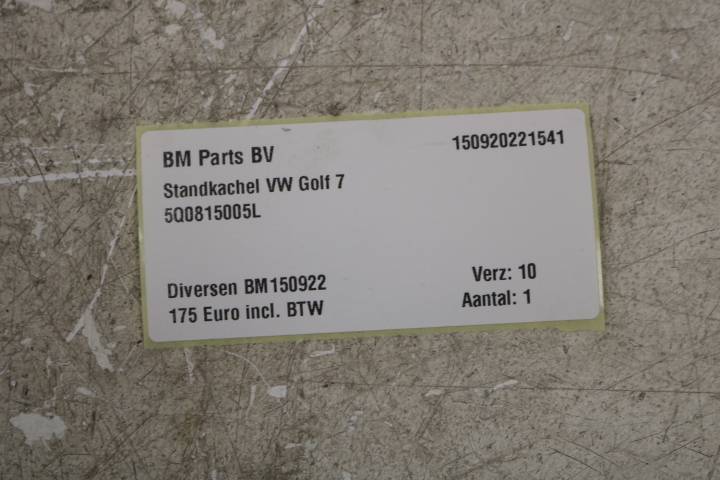 BM Parts BV 150920221541
Standkachel VW Golf 7
5Q0815005L
Diversen BM150922 Verz: 10
175 Euro incl. BTW Aantal: 1